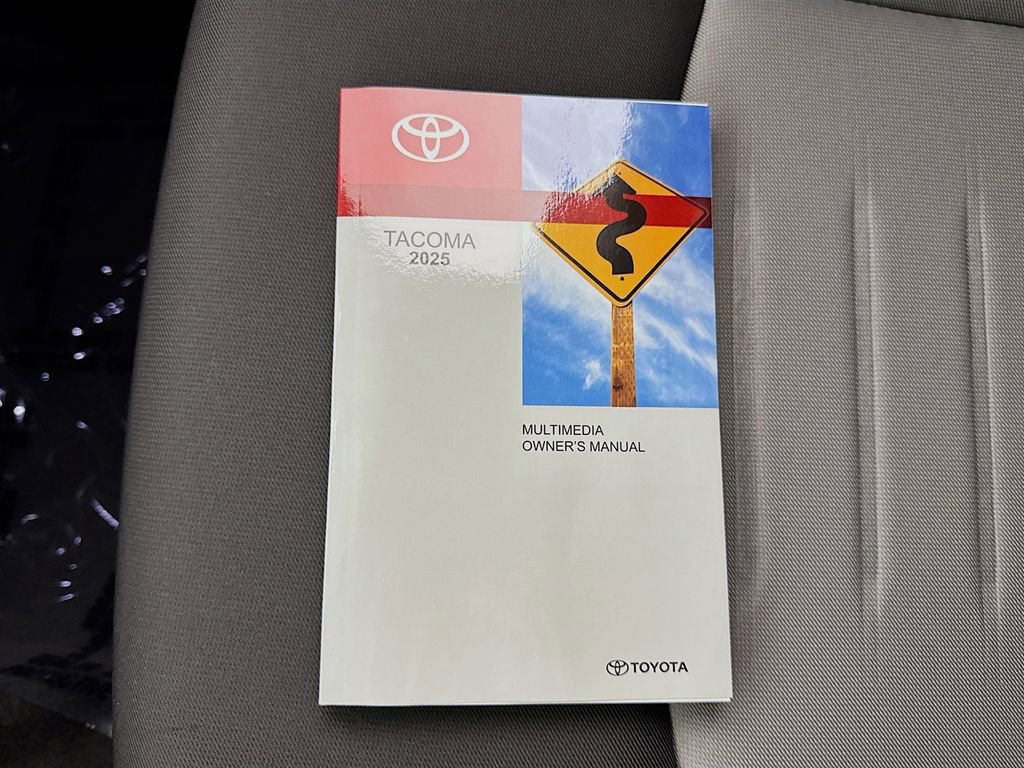 TACOMA
2025
MULTIMEDIA
OWNER'S MANUAL
TOYOTA